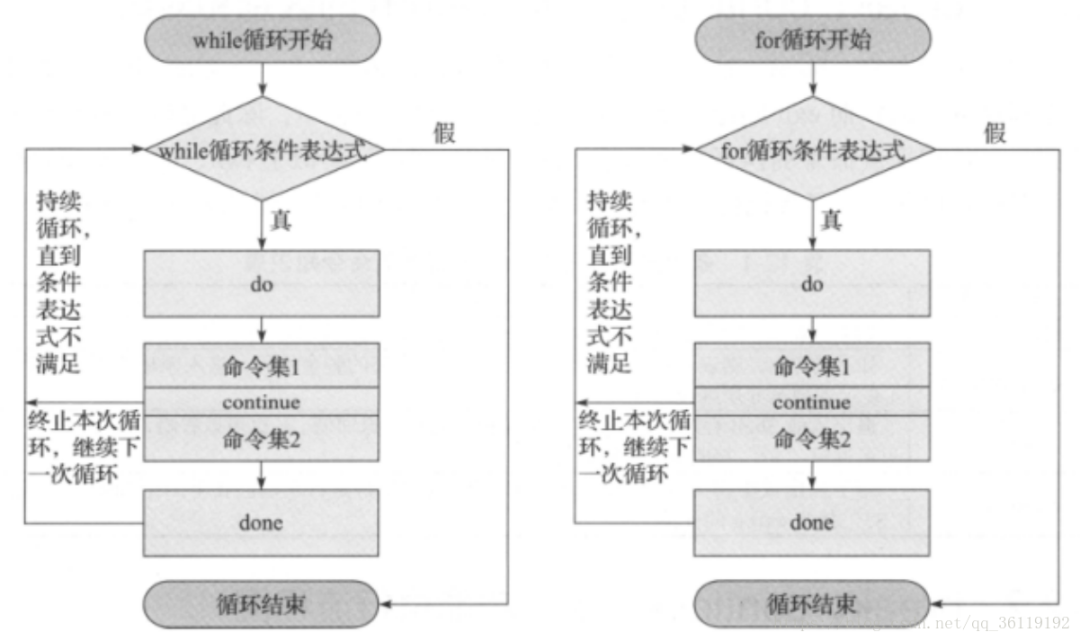 while循环开始
while循环条件表达式
假
真
持续
循环，
直到
条件
表达
式不
满足
do
命令集1
continue
命令集2
终止本次循
环，继续下
一次循环
done
循环结束
for循环开始
for循环条件表达式
假
真
持续
循环，
直到
条件
表达
式不
满足
do
命令集1
continue
命令集2
终止本次循
环，继续下
一次循环
done
循环结束
.net/qq_36119192